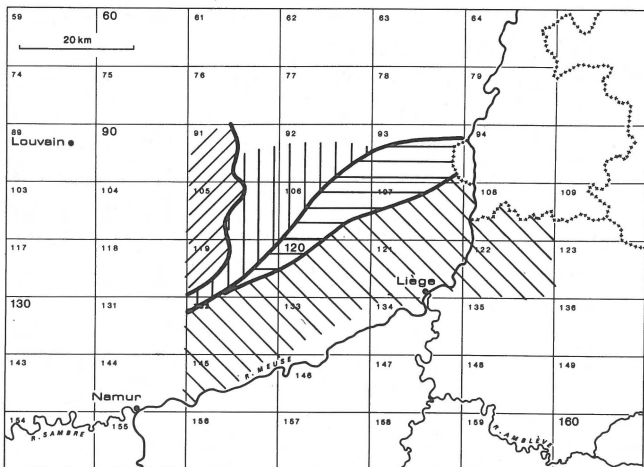 59 60 61 62 63 64
20 km
74 75 76 77 78 79
89 90 91 92 93 94
Louvain
103 104 105 106 107 108 109
117 118 119 120 121 122 123
Liège
130 131 132 133 134 135 136
143 144 145 146 147 148 149
R. MEUSE
Namur
154 155 156 157 158 159 160
R. SAMBRE
R. AMBLÈVE